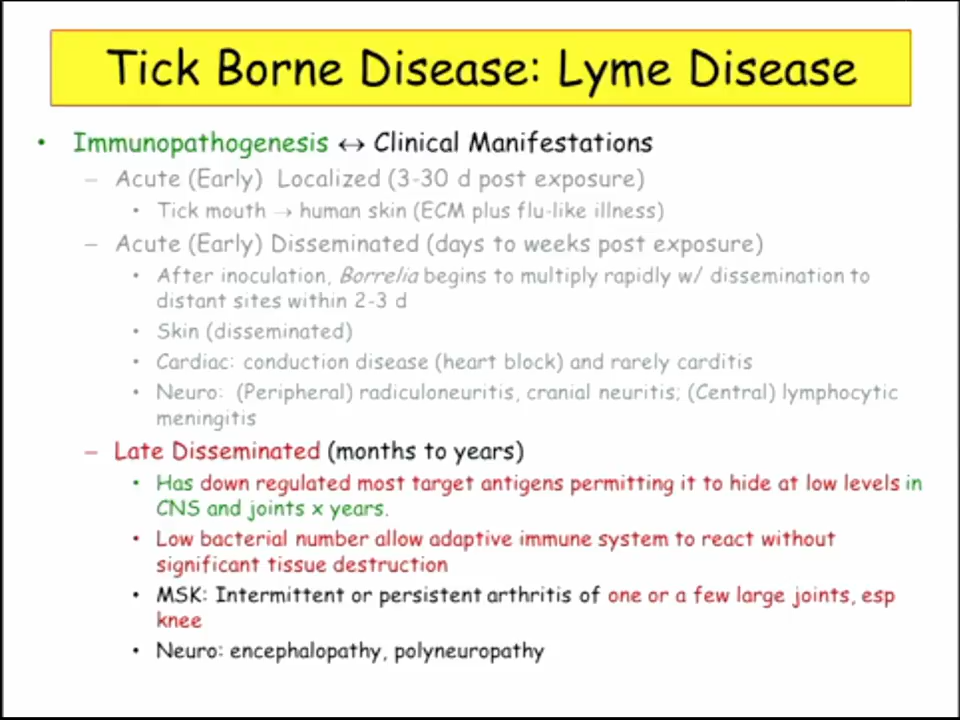 Tick Borne Disease: Lyme Disease
• Immunopathogenesis ↔ Clinical Manifestations
– Acute (Early) Localized (3-30 d post exposure)
• Tick mouth → human skin (ECM plus flu-like illness)
– Acute (Early) Disseminated (days to weeks post exposure)
• After inoculation, Borrelia begins to multiply rapidly w/ dissemination to
distant sites within 2-3 d
• Skin (disseminated)
• Cardiac: conduction disease (heart block) and rarely carditis
• Neuro: (Peripheral) radiculoneuritis, cranial neuritis; (Central) lymphocytic
meningitis
– Late Disseminated (months to years)
• Has down regulated most target antigens permitting it to hide at low levels in
CNS and joints x years.
• Low bacterial number allow adaptive immune system to react without
significant tissue destruction
• MSK: Intermittent or persistent arthritis of one or a few large joints, esp
knee
• Neuro: encephalopathy, polyneuropathy